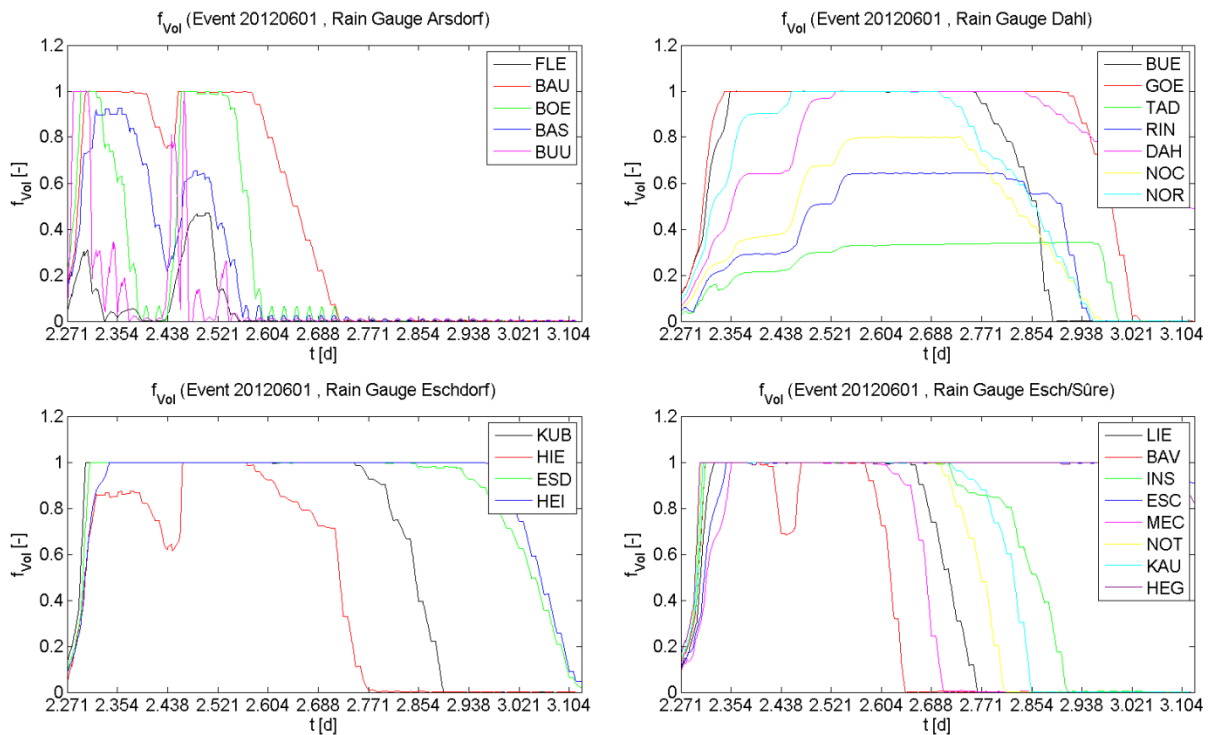 f_Vol (Event 20120601 , Rain Gauge Arsdorf)
1.2
1
0.8
0.6
0.4
0.2
0
f_Vol [-]
2.271 2.354 2.438 2.521 2.604 2.688 2.771 2.854 2.938 3.021 3.104
t [d]
FLE
BAU
BOE
BAS
BUU
f_Vol (Event 20120601 , Rain Gauge Dahl)
1.2
1
0.8
0.6
0.4
0.2
0
f_Vol [-]
2.271 2.354 2.438 2.521 2.604 2.688 2.771 2.854 2.938 3.021 3.104
t [d]
BUE
GOE
TAD
RIN
DAH
NOC
NOR
f_Vol (Event 20120601 , Rain Gauge Eschdorf)
1.2
1
0.8
0.6
0.4
0.2
0
f_Vol [-]
2.271 2.354 2.438 2.521 2.604 2.688 2.771 2.854 2.938 3.021 3.104
t [d]
KUB
HIE
ESD
HEI
f_Vol (Event 20120601 , Rain Gauge Esch/Sûre)
1.2
1
0.8
0.6
0.4
0.2
0
f_Vol [-]
2.271 2.354 2.438 2.521 2.604 2.688 2.771 2.854 2.938 3.021 3.104
t [d]
LIE
BAV
INS
ESC
MEC
NOT
KAU
HEG